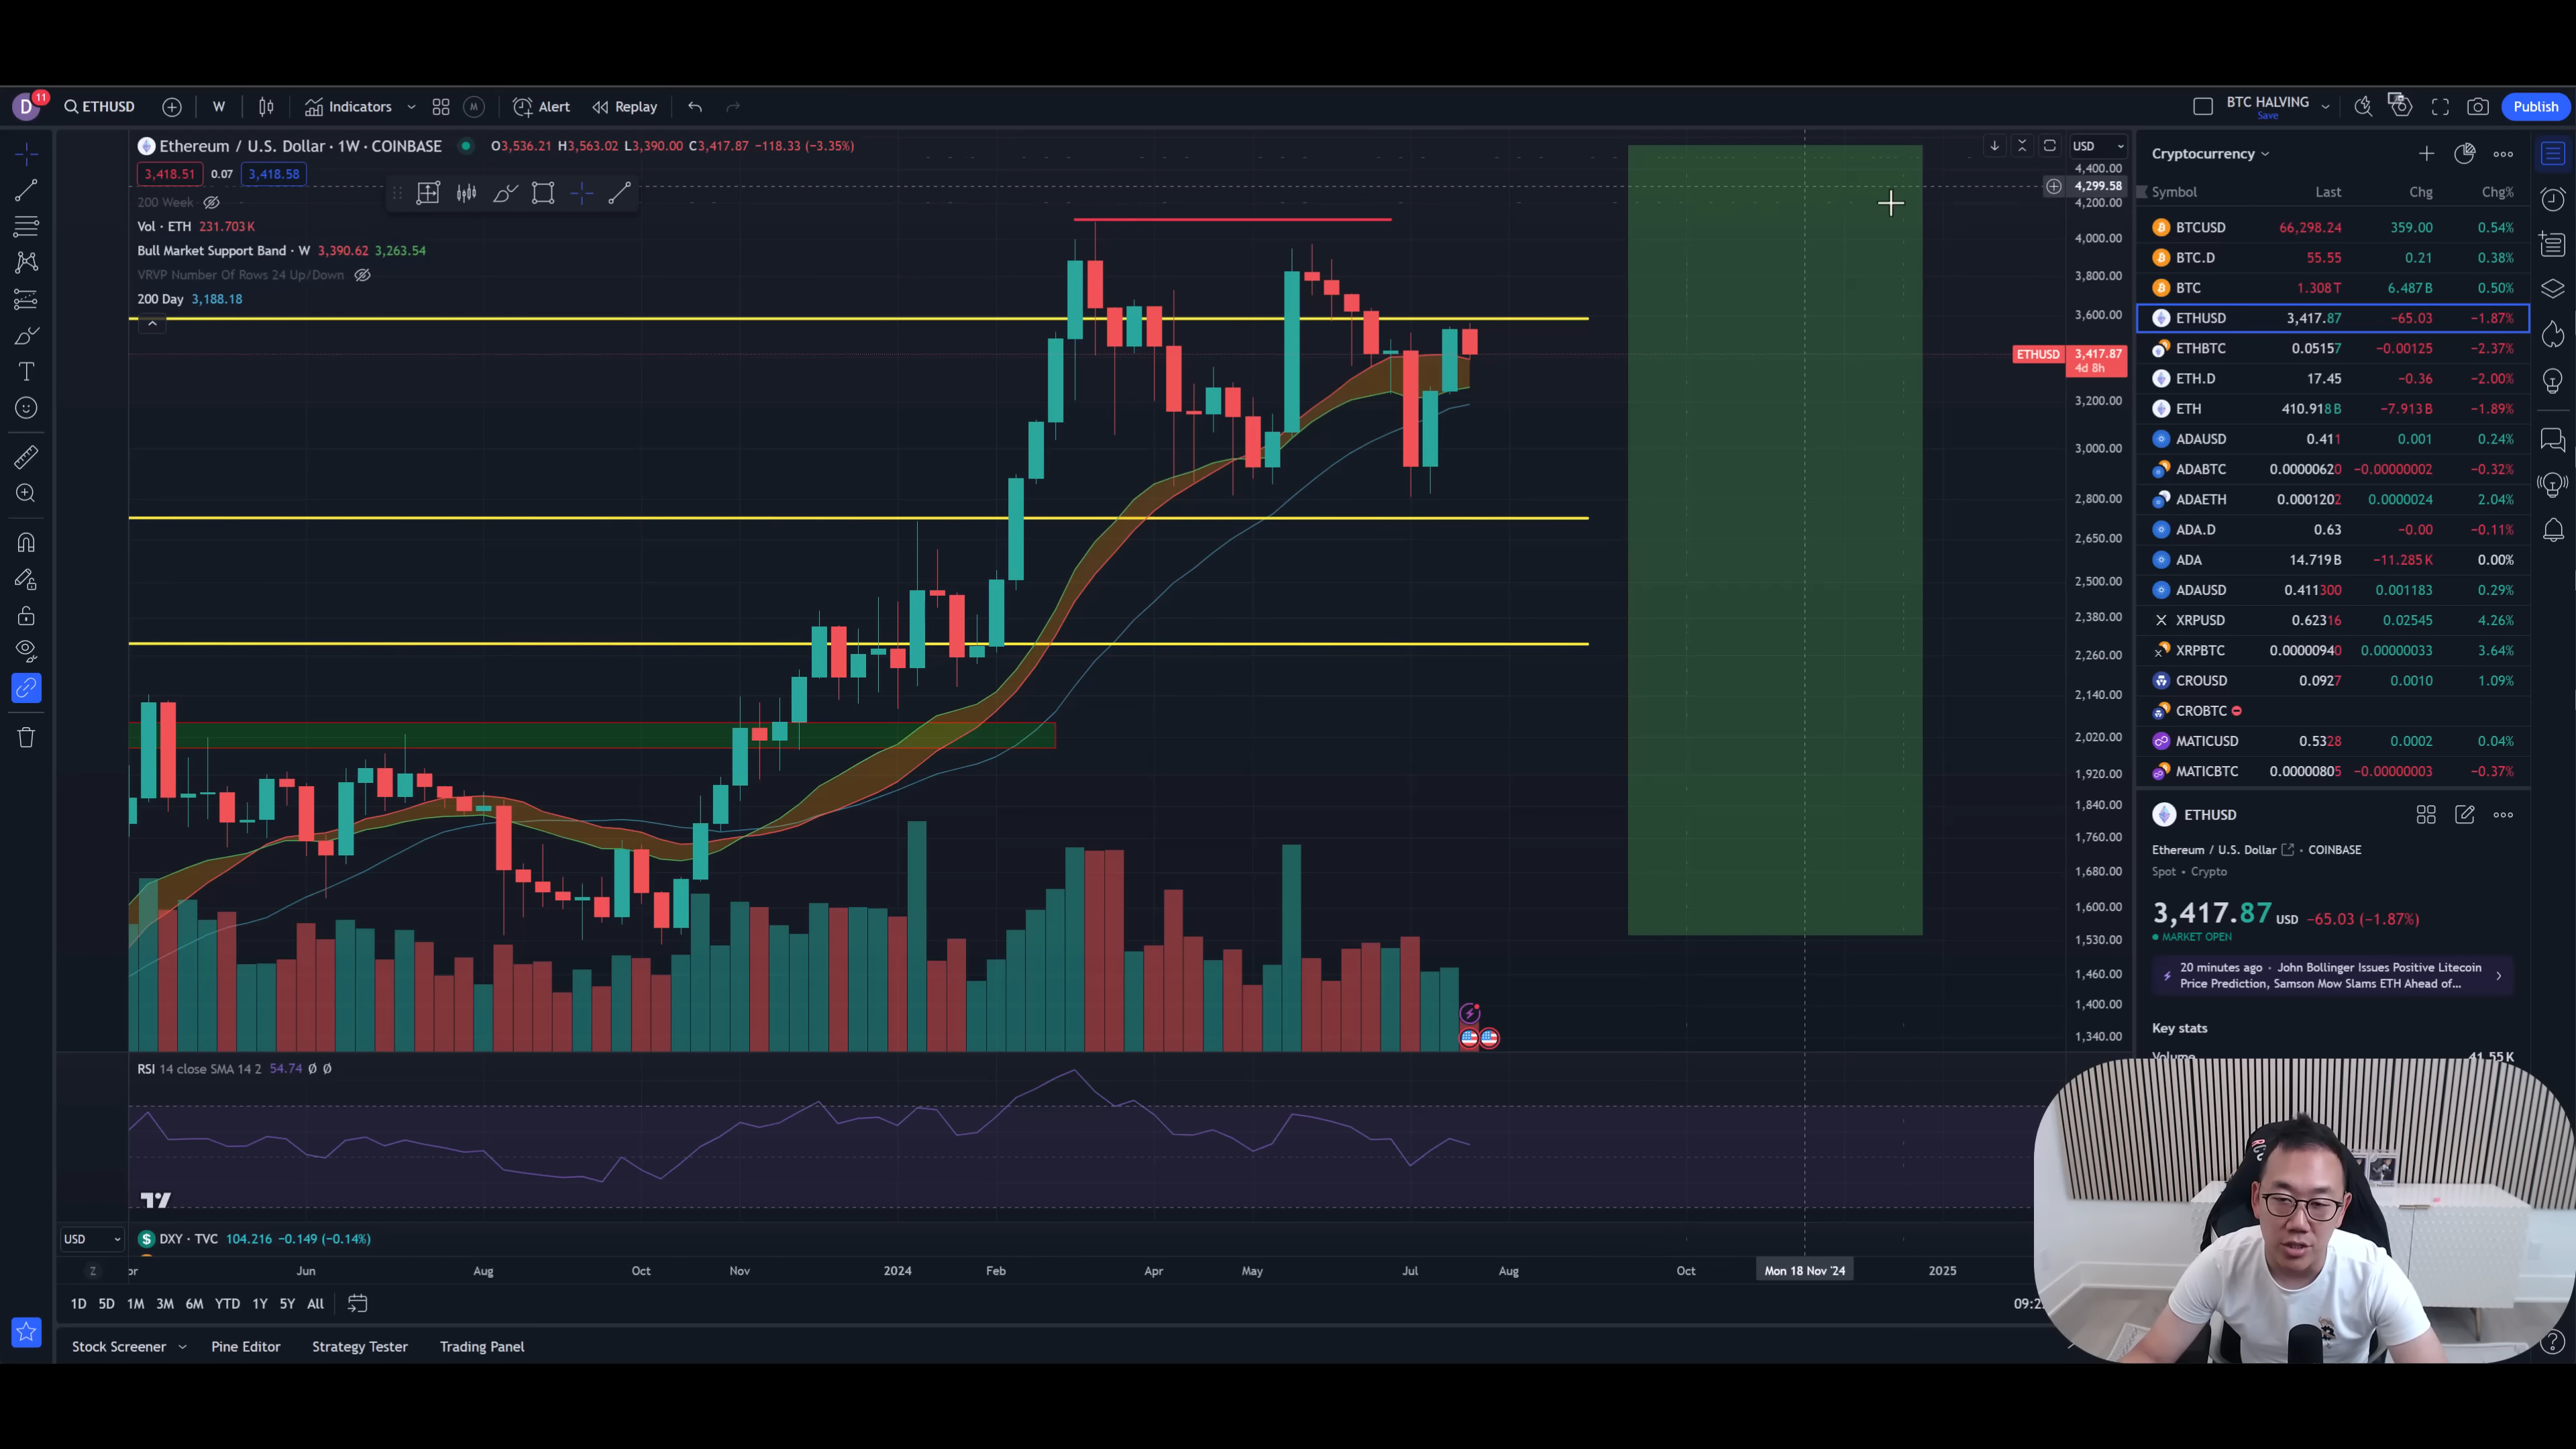 D 11 ETHUSD W Indicators M Alert Replay BTC HALVING Save Publish
Ethereum / U.S. Dollar · 1W · COINBASE O3,536.21 H3,563.02 L3,390.00 C3,417.87 −118.33 (−3.35%) USD
3,418.51 0.07 3,418.58
200 Week
Vol · ETH 231.703K
Bull Market Support Band · W 3,390.62 3,263.54
VRVP Number Of Rows 24 Up/Down
200 Day 3,188.18
4,400.00
4,299.58
4,200.00
4,000.00
3,800.00
3,600.00
ETHUSD 3,417.87
4d 8h
3,200.00
3,000.00
2,800.00
2,650.00
2,500.00
2,380.00
2,260.00
2,140.00
2,020.00
1,920.00
1,840.00
1,760.00
1,680.00
1,600.00
1,530.00
1,460.00
1,400.00
1,340.00
RSI 14 close SMA 14 2 54.74 Ø Ø
USD DXY · TVC 104.216 −0.149 (−0.14%)
Z or Jun Aug Oct Nov 2024 Feb Apr May Jul Aug Oct Mon 18 Nov '24 2025
1D 5D 1M 3M 6M YTD 1Y 5Y All 09:2
Stock Screener Pine Editor Strategy Tester Trading Panel
Cryptocurrency
Symbol Last Chg Chg%
BTCUSD 66,298.24 359.00 0.54%
BTC.D 55.55 0.21 0.38%
BTC 1.308T 6.487B 0.50%
ETHUSD 3,417.87 −65.03 −1.87%
ETHBTC 0.05157 −0.00125 −2.37%
ETH.D 17.45 −0.36 −2.00%
ETH 410.918B −7.913B −1.89%
ADAUSD 0.411 0.001 0.24%
ADABTC 0.00000620 −0.00000002 −0.32%
ADAETH 0.0001202 0.0000024 2.04%
ADA.D 0.63 −0.00 −0.11%
ADA 14.719B −11.285K 0.00%
ADAUSD 0.411300 0.001183 0.29%
XRPUSD 0.62316 0.02545 4.26%
XRPBTC 0.00000940 0.00000033 3.64%
CROUSD 0.0927 0.0010 1.09%
CROBTC
MATICUSD 0.5328 0.0002 0.04%
MATICBTC 0.00000805 −0.00000003 −0.37%
ETHUSD
Ethereum / U.S. Dollar · COINBASE
Spot · Crypto
3,417.87 USD −65.03 (−1.87%)
MARKET OPEN
20 minutes ago · John Bollinger Issues Positive Litecoin
Price Prediction, Samson Mow Slams ETH Ahead of...
Key stats
Volume 41.55K